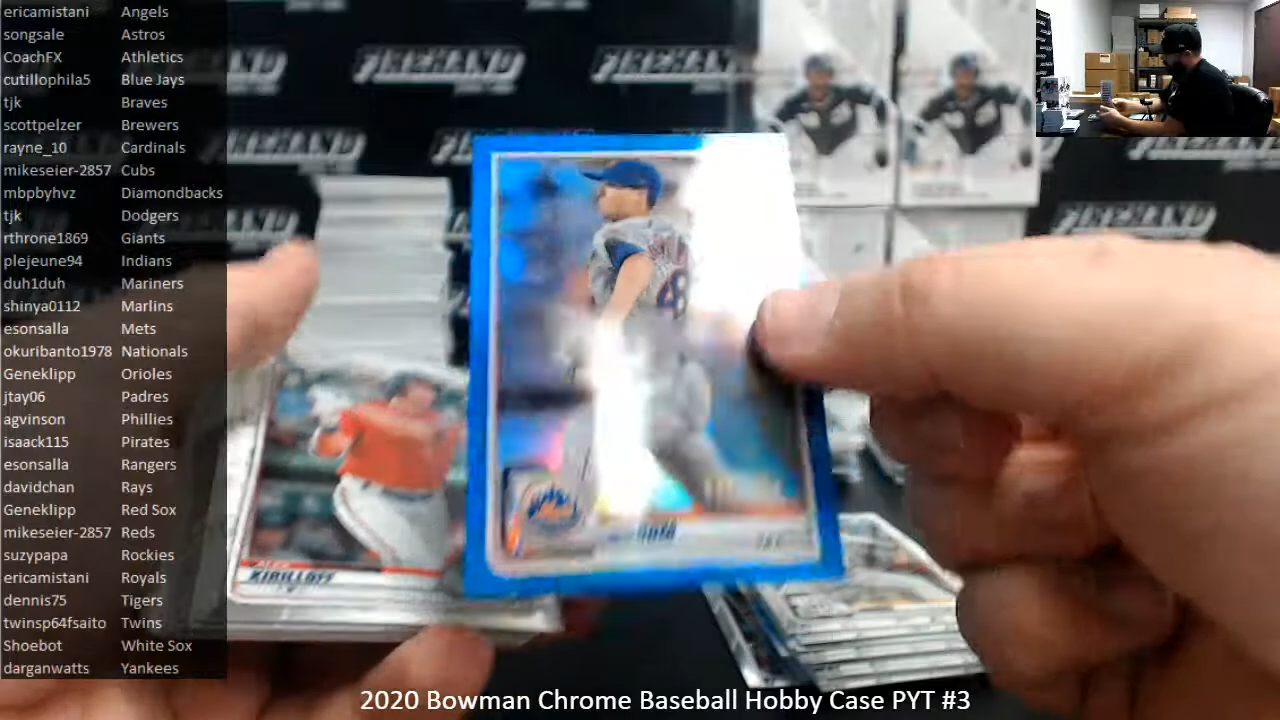 ericamistani Angels
songsale Astros
CoachFX Athletics
cutillophila5 Blue Jays
tjk Braves
scottpelzer Brewers
rayne_10 Cardinals
mikeseier-2857 Cubs
mbpbyhvz Diamondbacks
tjk Dodgers
rthrone1869 Giants
plejeune94 Indians
duh1duh Mariners
shinya0112 Marlins
esonsalla Mets
okuribanto1978 Nationals
Geneklipp Orioles
jtay06 Padres
agvinson Phillies
isaack115 Pirates
esonsalla Rangers
davidchan Rays
Geneklipp Red Sox
mikeseier-2857 Reds
suzypapa Rockies
ericamistani Royals
dennis75 Tigers
twinsp64fsaito Twins
Shoebot White Sox
darganwatts Yankees
FIREHAND FIREHAND
48
Mets
ALEX
KIRILLOFF
2020 Bowman Chrome Baseball Hobby Case PYT #3